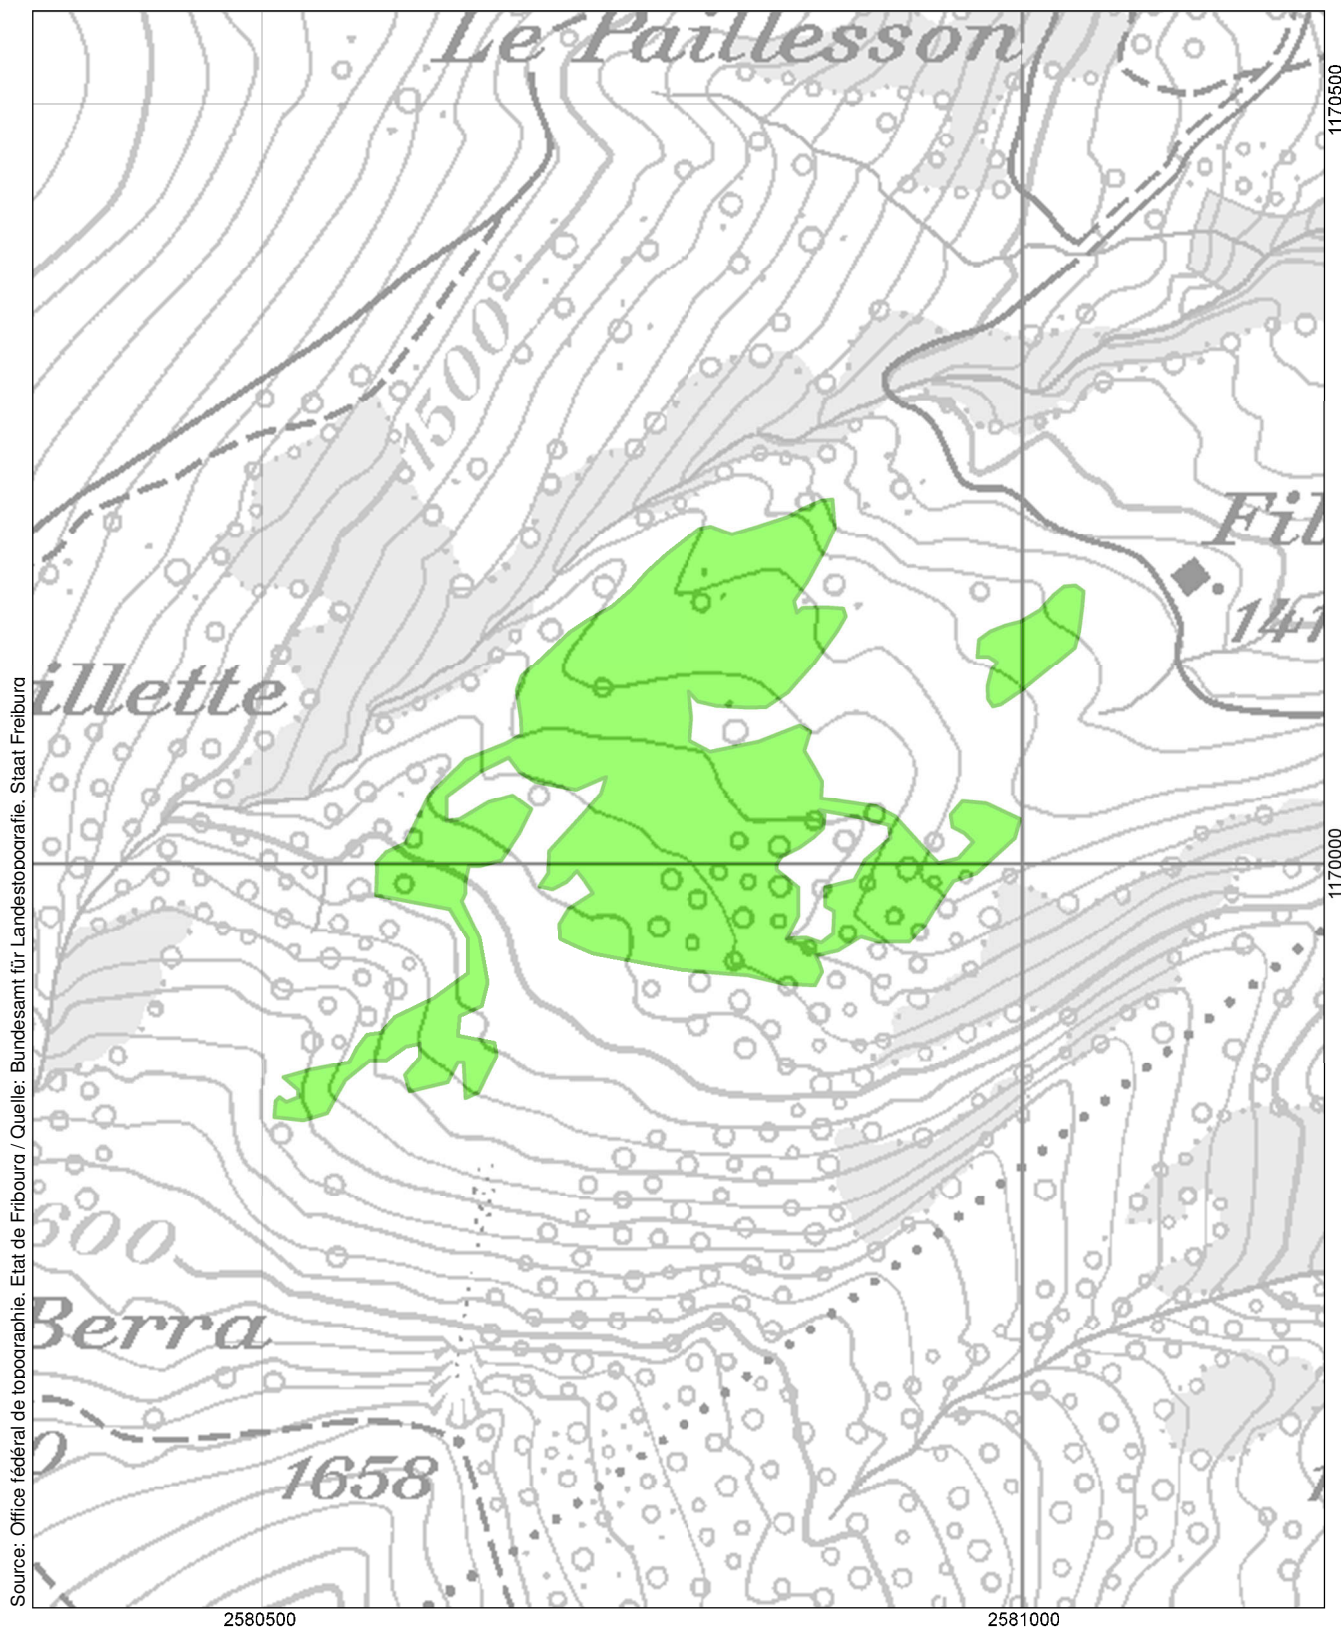 Le Paillesson
1170500
1500
Fil
141
illette
1170000
600
Berra
0
1658
2580500
2581000
Source: Office fédéral de topographie. Etat de Fribourg / Quelle: Bundesamt für Landestopografie. Staat Freiburg